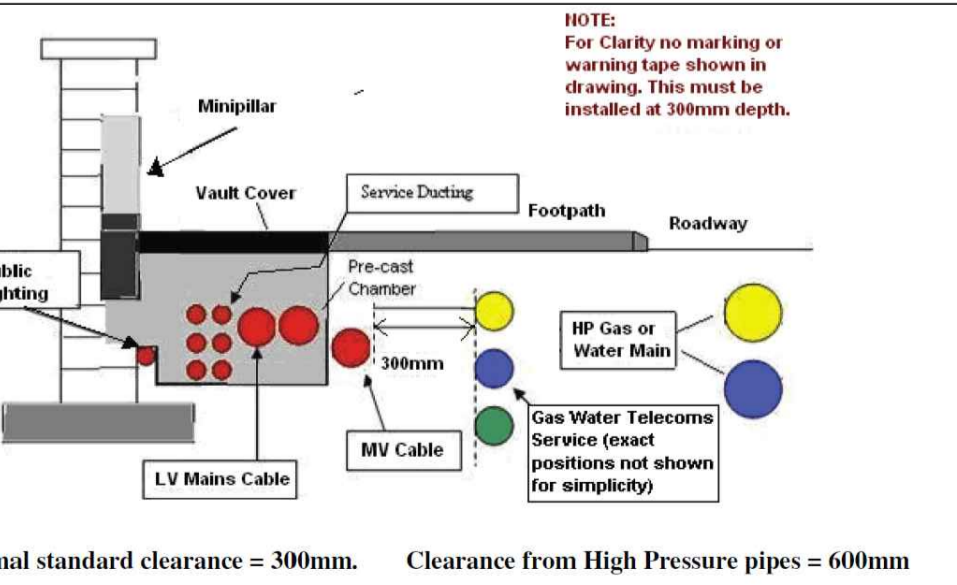 NOTE:
For Clarity no marking or
warning tape shown in
drawing. This must be
installed at 300mm depth.
Minipillar
Vault Cover
Service Ducting
Footpath
Roadway
ublic
ghting
Pre-cast
Chamber
300mm
HP Gas or
Water Main
MV Cable
LV Mains Cable
Gas Water Telecoms
Service (exact
positions not shown
for simplicity)
mal standard clearance = 300mm. Clearance from High Pressure pipes = 600mm